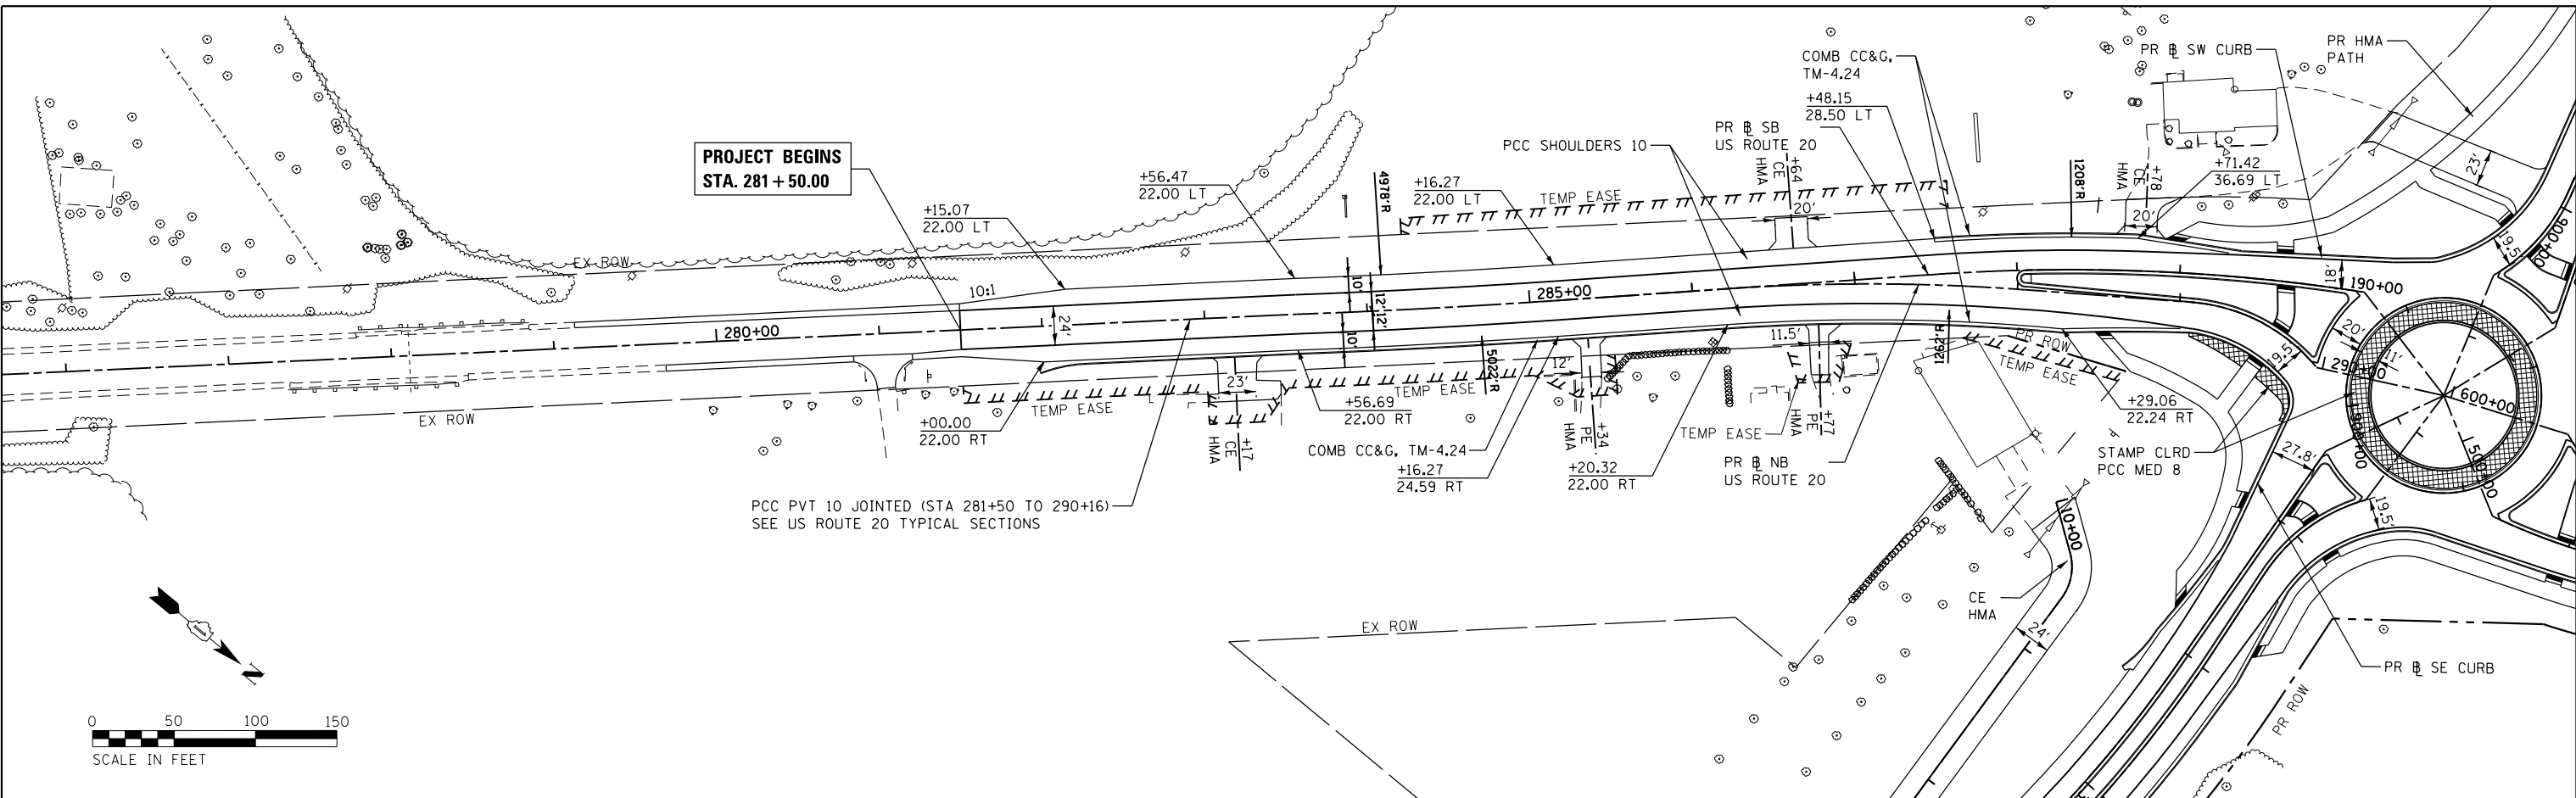 PROJECT BEGINS
STA. 281+50.00
+15.07
22.00 LT
+56.47
22.00 LT
4978'R
+16.27
22.00 LT
TEMP EASE
PCC SHOULDERS 10
PR ℄ SB
US ROUTE 20
HMA
CE
+64
20'
COMB CC&G,
TM-4.24
+48.15
28.50 LT
1208'R
HMA
CE
+78
20'
+71.42
36.69 LT
PR ℄ SW CURB
PR HMA
PATH
23'
19.5'
900+00
18'
190+00
EX ROW
10:1
280+00
24'
10'
12'
12'
10'
285+00
5022'R
12'
11.5'
1262'R
PR ROW
TEMP EASE
20'
11'
290+00
19.5'
600+00
900+00
500+00
EX ROW
+00.00
22.00 RT
TEMP EASE
23'
HMA
CE
+17
TEMP EASE
+56.69
22.00 RT
COMB CC&G, TM-4.24
+16.27
24.59 RT
HMA
PE
+34
+20.32
22.00 RT
TEMP EASE
HMA
PE
+77
PR ℄ NB
US ROUTE 20
+29.06
22.24 RT
STAMP CLRD
PCC MED 8
27.8'
19.5'
PCC PVT 10 JOINTED (STA 281+50 TO 290+16)
SEE US ROUTE 20 TYPICAL SECTIONS
10+00
CE
HMA
24'
EX ROW
PR ℄ SE CURB
PR ROW
N
0 50 100 150
SCALE IN FEET